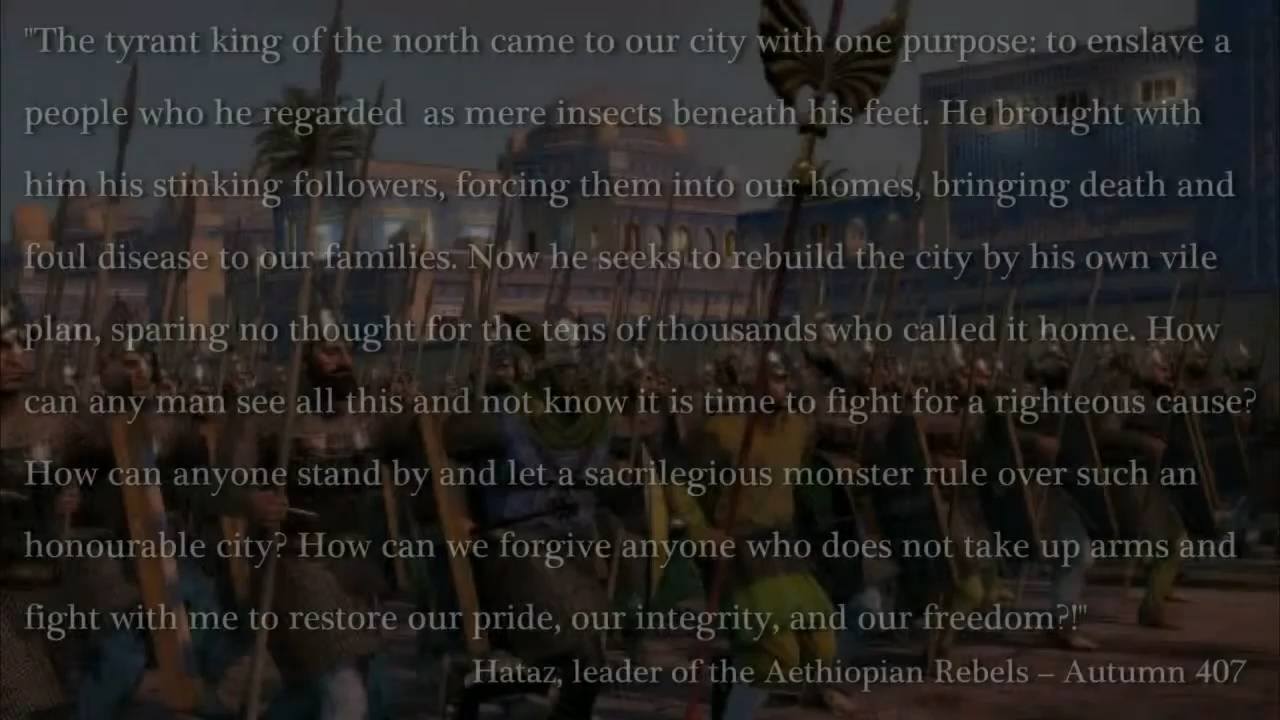 "The tyrant king of the north came to our city with one purpose: to enslave a
people who he regarded  as mere insects beneath his feet. He brought with
him his stinking followers, forcing them into our homes, bringing death and
foul disease to our families. Now he seeks to rebuild the city by his own vile
plan, sparing no thought for the tens of thousands who called it home. How
can any man see all this and not know it is time to fight for a righteous cause?
How can anyone stand by and let a sacrilegious monster rule over such an
honourable city? How can we forgive anyone who does not take up arms and
fight with me to restore our pride, our integrity, and our freedom?!"
Hataz, leader of the Aethiopian Rebels – Autumn 407